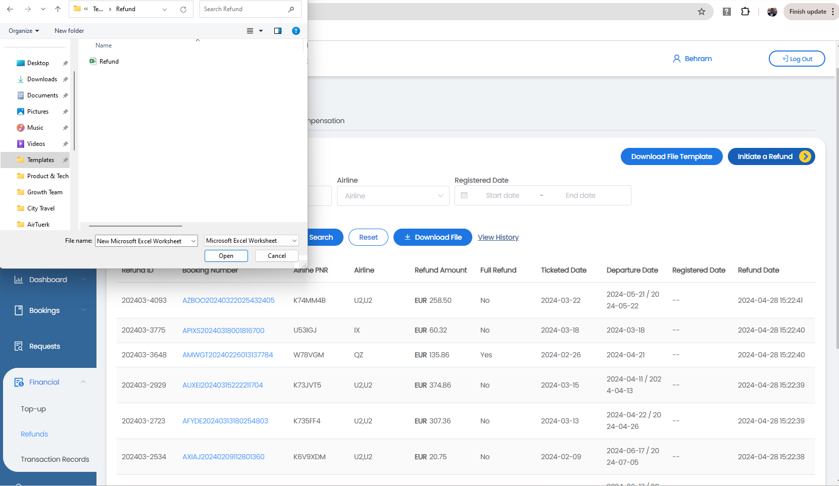 Te... > Refund
Search Refund
Finish update
Organize
New folder
Name
Desktop
Downloads
Documents
Pictures
Music
Videos
Templates
Product & Tech
Growth Team
City Travel
AirTuerk
Refund
File name: New Microsoft Excel Worksheet
Microsoft Excel Worksheet
Open
Cancel
Behram
Log Out
mpensation
Download File Template
Initiate a Refund
Airline
Registered Date
Airline
Start date - End date
Search
Reset
Download File
View History
Dashboard
Bookings
Requests
Financial
Top-up
Refunds
Transaction Records
Refund ID Booking Number Airline PNR Airline Refund Amount Full Refund Ticketed Date Departure Date Registered Date Refund Date
202403-4093 AZBOO20240322025432405 K74MM4B U2,U2 EUR 258.50 No 2024-03-22 2024-05-21 / 20 -- 2024-04-28 15:22:41
24-05-22
202403-3775 APIXS20240318001816700 U53IGJ IX EUR 60.32 No 2024-03-18 2024-03-18 -- 2024-04-28 15:22:40
202403-3648 AMWGT20240226013137784 W78VGM QZ EUR 135.86 Yes 2024-02-26 2024-04-21 -- 2024-04-28 15:22:40
202403-2929 AUXEI20240315222211704 K73JVT5 U2,U2 EUR 374.86 No 2024-03-15 2024-04-11 / 202 -- 2024-04-28 15:22:39
4-04-13
202403-2723 AFYDE20240313180254803 K735FF4 U2,U2 EUR 307.36 No 2024-03-13 2024-04-22 / 20 -- 2024-04-28 15:22:39
24-04-26
202403-2534 AXIAJ20240209112801360 K6V9XDM U2,U2 EUR 20.75 No 2024-02-09 2024-06-17 / 20 -- 2024-04-28 15:22:38
24-07-05